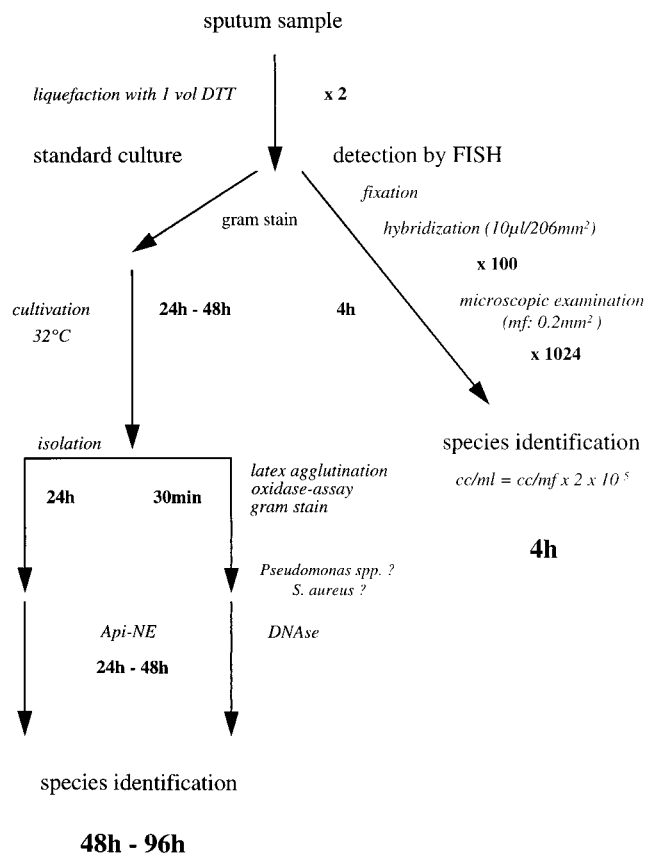 sputum sample
liquefaction with 1 vol DTT x 2
standard culture detection by FISH
fixation
gram stain
hybridization (10µl/206mm²)
x 100
microscopic examination
(mf: 0.2mm²)
x 1024
cultivation 24h - 48h 4h
32°C
isolation
species identification
cc/ml = cc/mf x 2 x 10⁵
4h
latex agglutination
oxidase-assay
gram stain
24h 30min
Pseudomonas spp. ?
S. aureus ?
Api-NE DNAse
24h - 48h
species identification
48h - 96h